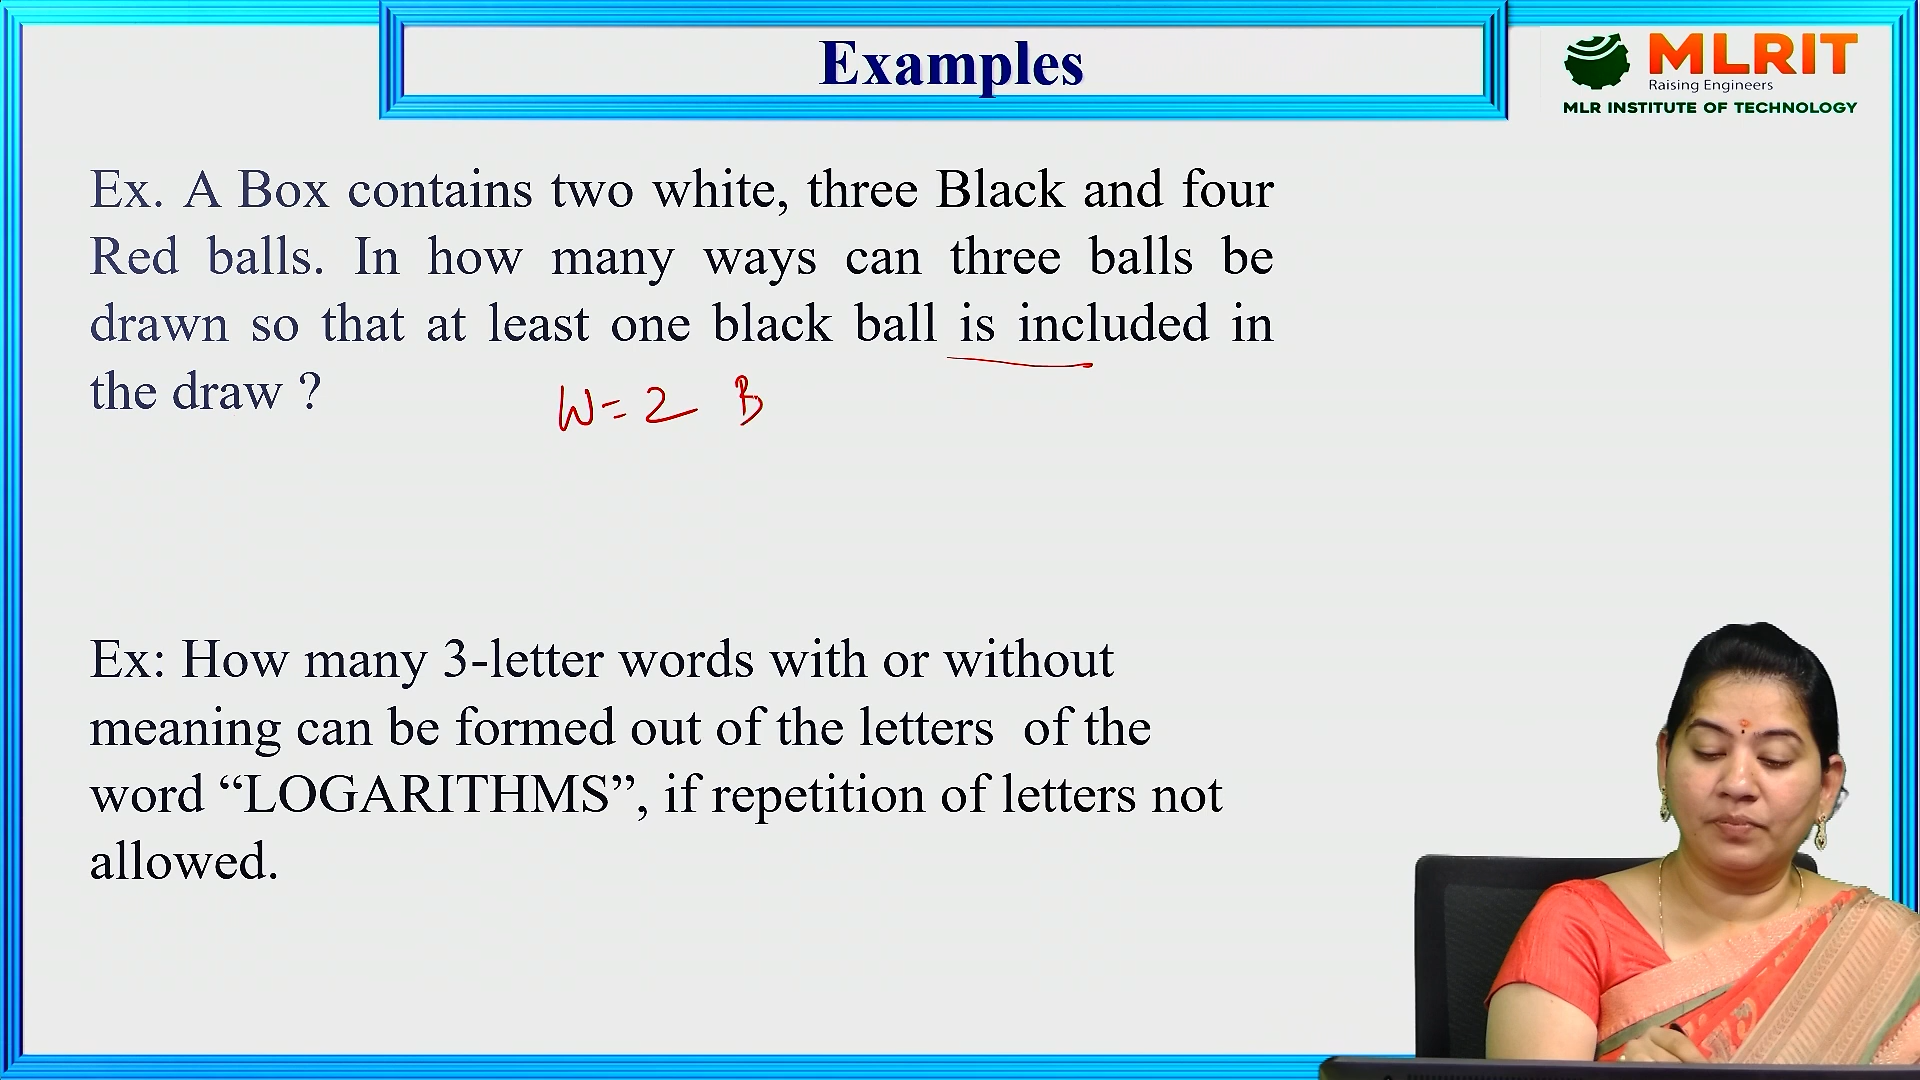 Examples
MLRIT
Raising Engineers
MLR INSTITUTE OF TECHNOLOGY
Ex. A Box contains two white, three Black and four
Red balls. In how many ways can three balls be
drawn so that at least one black ball is included in
the draw ?
W=2 B
Ex: How many 3-letter words with or without
meaning can be formed out of the letters of the
word “LOGARITHMS”, if repetition of letters not
allowed.